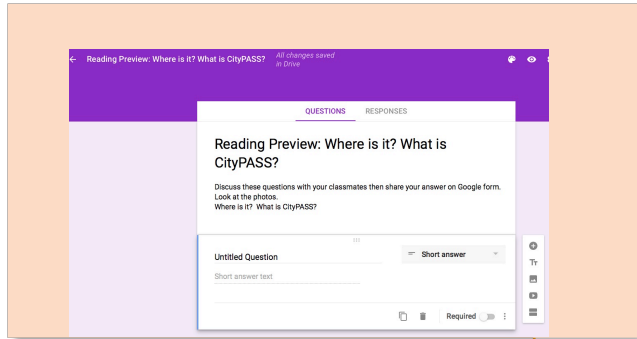 Reading Preview: Where is it? What is CityPASS?
All changes saved
in Drive
QUESTIONS
RESPONSES
Reading Preview: Where is it? What is
CityPASS?
Discuss these questions with your classmates then share your answer on Google form.
Look at the photos.
Where is it? What is CityPASS?
Untitled Question
Short answer
Short answer text
Tт
Required